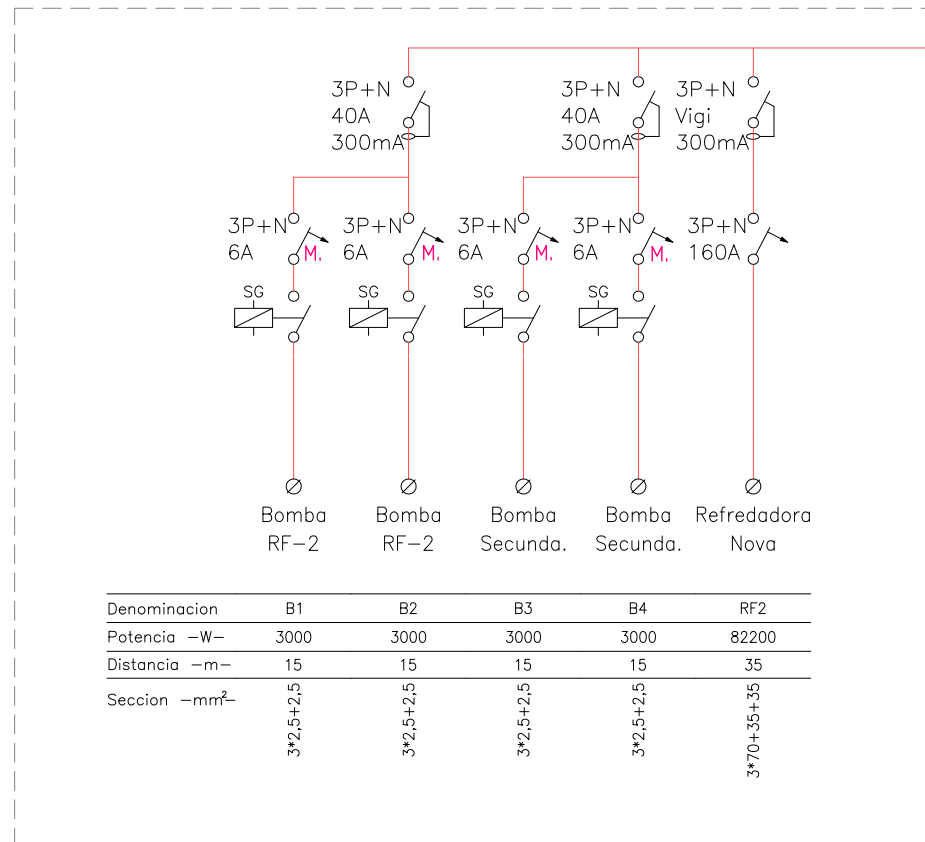 3P+N
40A
300mA
3P+N
40A
300mA
3P+N
Vigi
300mA
3P+N
6A M.
3P+N
6A M.
3P+N
6A M.
3P+N
6A M.
3P+N
160A
SG
SG
SG
SG
Bomba
RF-2
Bomba
RF-2
Bomba
Secunda.
Bomba
Secunda.
Refredadora
Nova
Denominacion B1 B2 B3 B4 RF2
Potencia -W- 3000 3000 3000 3000 82200
Distancia -m- 15 15 15 15 35
Seccion -mm²- 3*2,5+2,5 3*2,5+2,5 3*2,5+2,5 3*2,5+2,5 3*70+35+35